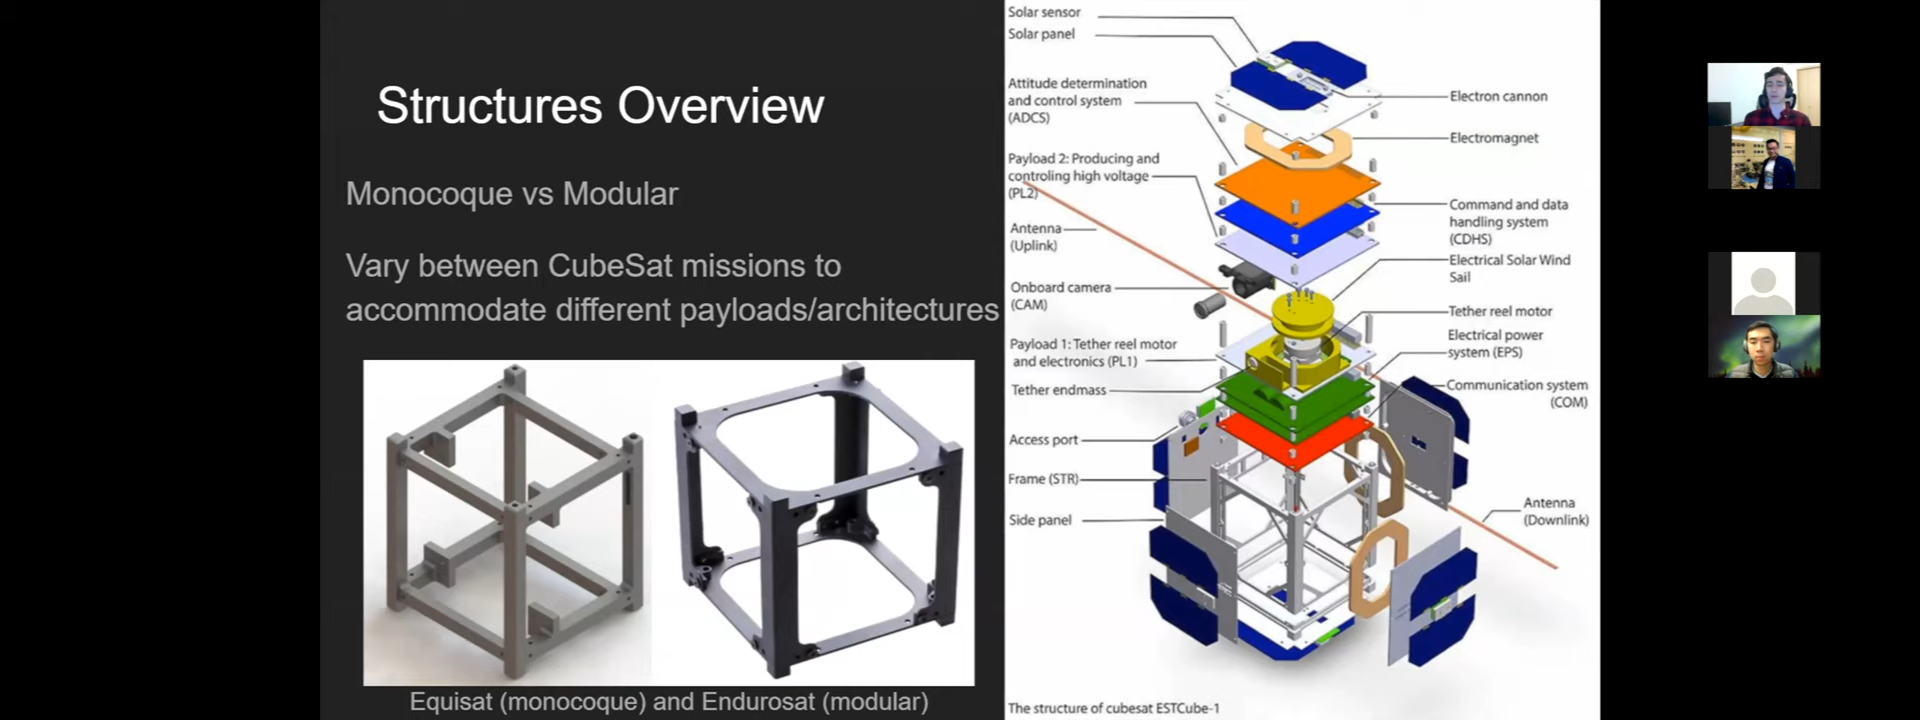 Structures Overview
Monocoque vs Modular
Vary between CubeSat missions to
accommodate different payloads/architectures
Equisat (monocoque) and Endurosat (modular)
Solar sensor
Solar panel
Attitude determination
and control system
(ADCS)
Payload 2: Producing and
controling high voltage
(PL2)
Antenna
(Uplink)
Onboard camera
(CAM)
Payload 1: Tether reel motor
and electronics (PL1)
Tether endmass
Access port
Frame (STR)
Side panel
Electron cannon
Electromagnet
Command and data
handling system
(CDHS)
Electrical Solar Wind
Sail
Tether reel motor
Electrical power
system (EPS)
Communication system
(COM)
Antenna
(Downlink)
The structure of cubesat ESTCube-1